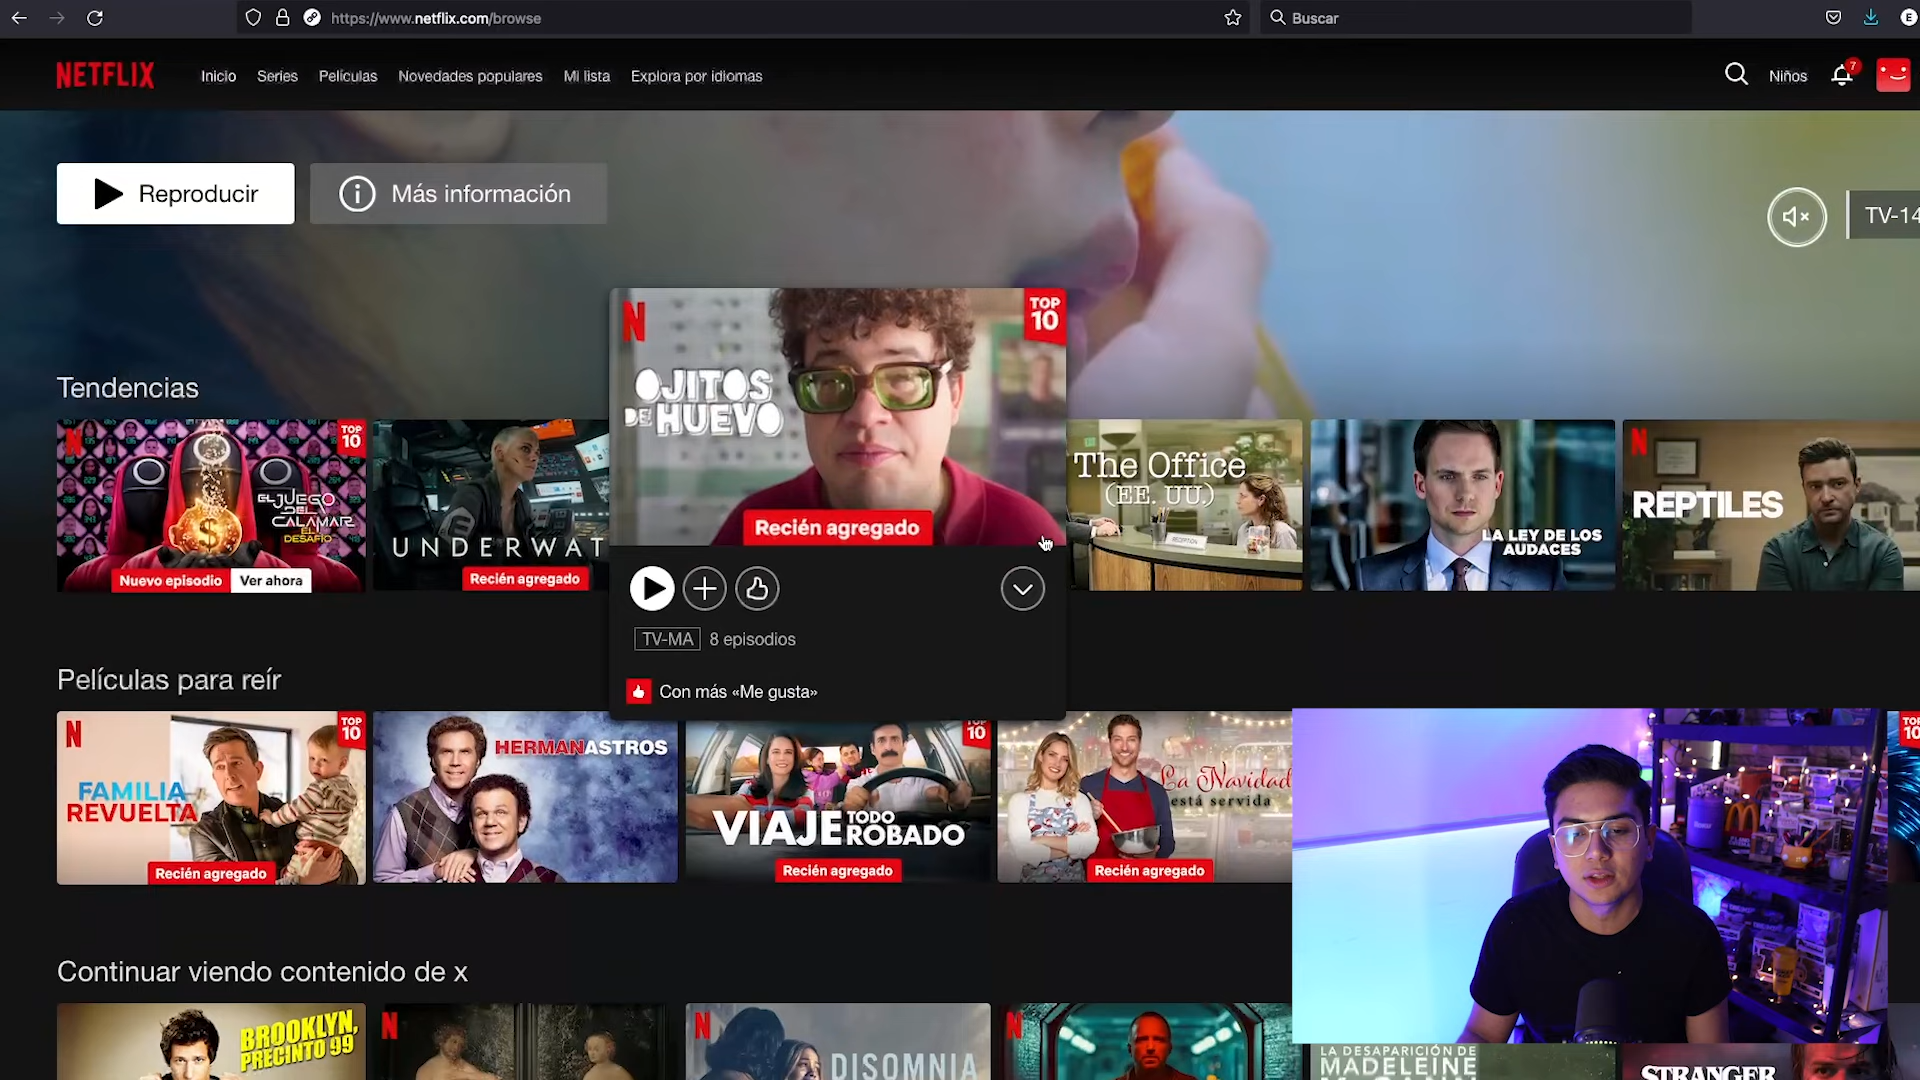 https://www.netflix.com/browse
Buscar
E
NETFLIX
Inicio
Series
Películas
Novedades populares
Mi lista
Explora por idiomas
Niños
7
Reproducir
Más información
TV-14
Tendencias
N
TOP
10
EL JUEGO
DEL
CALAMAR
EL
DESAFÍO
Nuevo episodio
Ver ahora
UNDERWAT
Recién agregado
N
TOP
10
OJITOS
DE HUEVO
Recién agregado
TV-MA
8 episodios
Con más «Me gusta»
The Office
(EE. UU.)
RECEPTION
LA LEY DE LOS
AUDACES
N
REPTILES
Películas para reír
N
TOP
10
FAMILIA
REVUELTA
Recién agregado
HERMANASTROS
TOP
10
VIAJE TODO
ROBADO
Recién agregado
La Navidad
está servida
Recién agregado
TOP
10
Continuar viendo contenido de x
BROOKLYN
PRECINTO 99
N
N
DISOMNIA
N
LA DESAPARICIÓN DE
MADELEINE
STRANGER